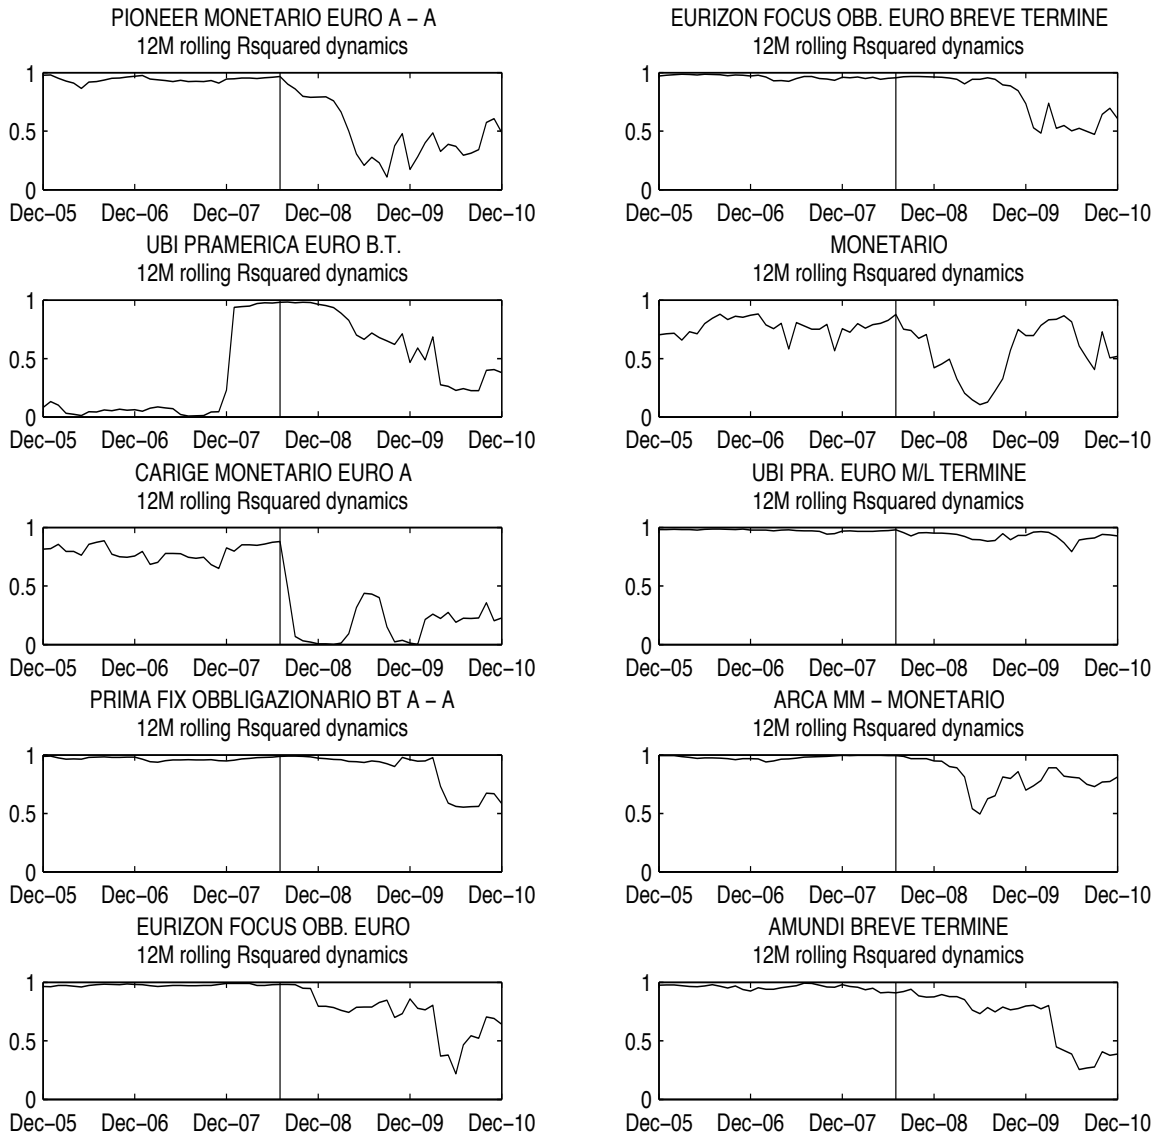 PIONEER MONETARIO EURO A − A
12M rolling Rsquared dynamics
1
0.5
0
Dec−05 Dec−06 Dec−07 Dec−08 Dec−09 Dec−10
EURIZON FOCUS OBB. EURO BREVE TERMINE
12M rolling Rsquared dynamics
1
0.5
0
Dec−05 Dec−06 Dec−07 Dec−08 Dec−09 Dec−10
UBI PRAMERICA EURO B.T.
12M rolling Rsquared dynamics
1
0.5
0
Dec−05 Dec−06 Dec−07 Dec−08 Dec−09 Dec−10
MONETARIO
12M rolling Rsquared dynamics
1
0.5
0
Dec−05 Dec−06 Dec−07 Dec−08 Dec−09 Dec−10
CARIGE MONETARIO EURO A
12M rolling Rsquared dynamics
1
0.5
0
Dec−05 Dec−06 Dec−07 Dec−08 Dec−09 Dec−10
UBI PRA. EURO M/L TERMINE
12M rolling Rsquared dynamics
1
0.5
0
Dec−05 Dec−06 Dec−07 Dec−08 Dec−09 Dec−10
PRIMA FIX OBBLIGAZIONARIO BT A − A
12M rolling Rsquared dynamics
1
0.5
0
Dec−05 Dec−06 Dec−07 Dec−08 Dec−09 Dec−10
ARCA MM − MONETARIO
12M rolling Rsquared dynamics
1
0.5
0
Dec−05 Dec−06 Dec−07 Dec−08 Dec−09 Dec−10
EURIZON FOCUS OBB. EURO
12M rolling Rsquared dynamics
1
0.5
0
Dec−05 Dec−06 Dec−07 Dec−08 Dec−09 Dec−10
AMUNDI BREVE TERMINE
12M rolling Rsquared dynamics
1
0.5
0
Dec−05 Dec−06 Dec−07 Dec−08 Dec−09 Dec−10